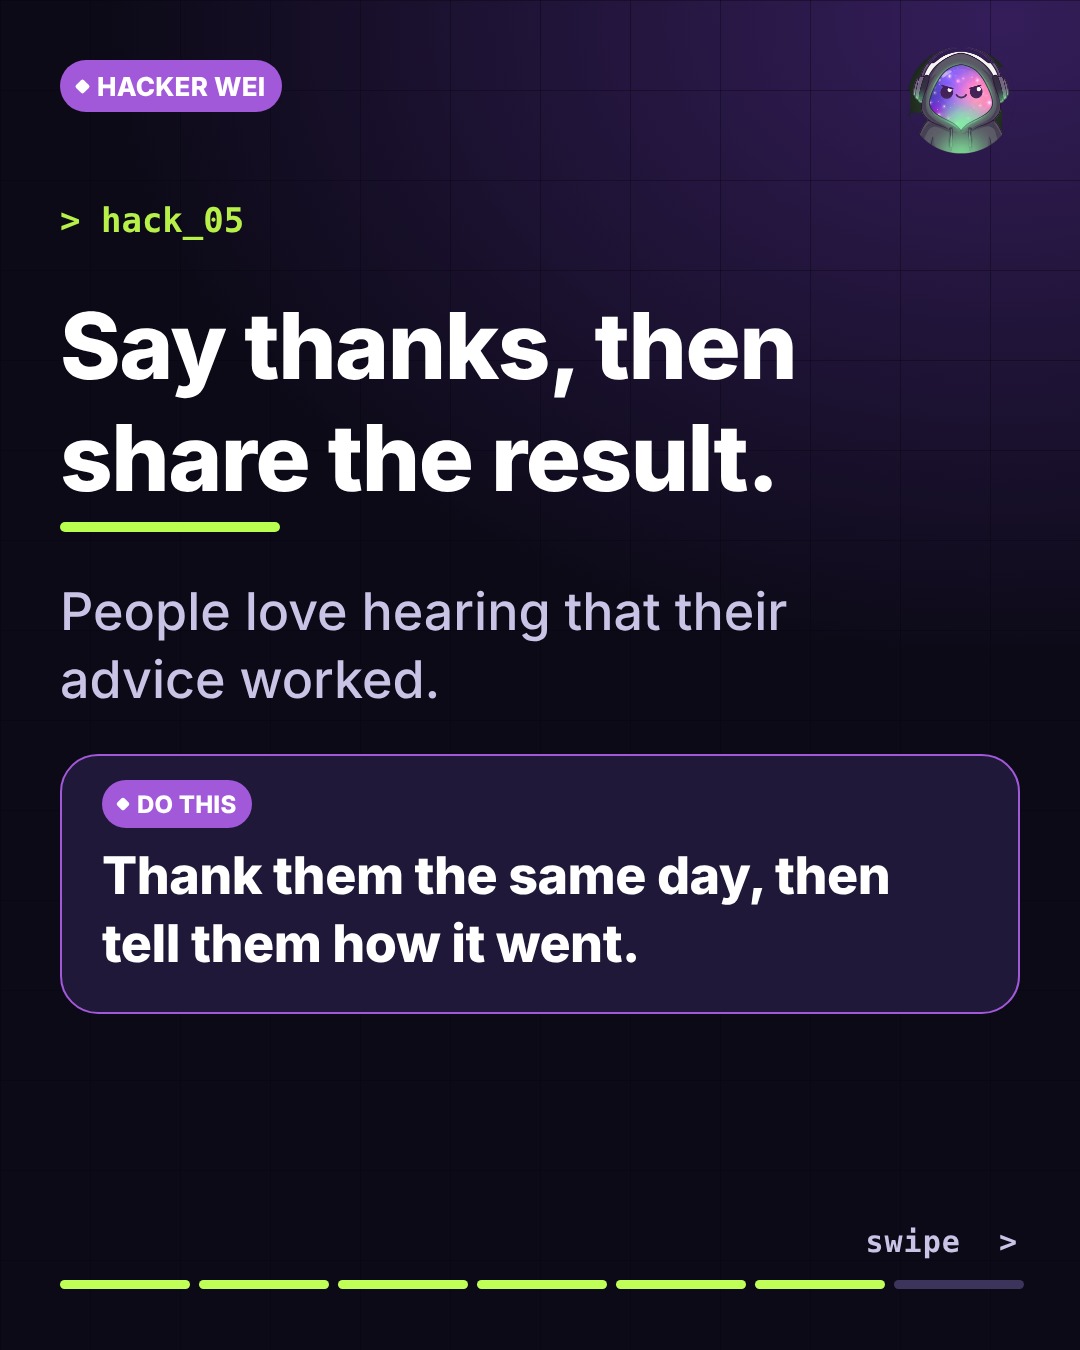 HACKER WEI
> hack_05
Say thanks, then
share the result.
People love hearing that their
advice worked.
DO THIS
Thank them the same day, then
tell them how it went.
swipe >